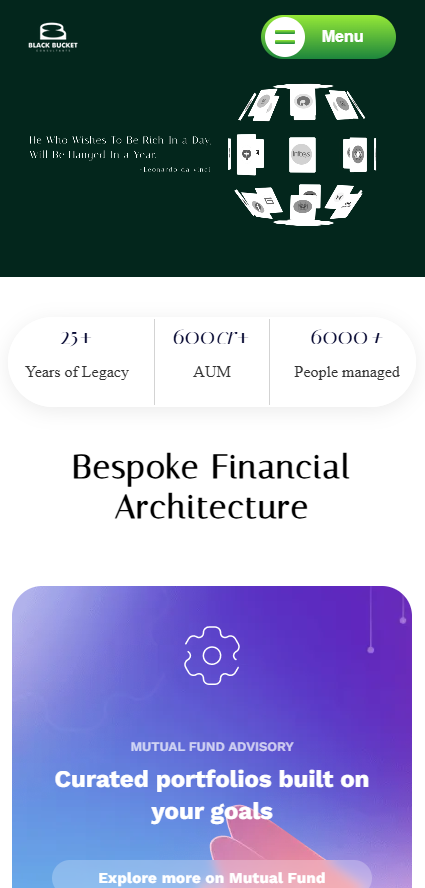 BLACK BUCKET
CONSULTANTS
Menu
He Who Wishes To Be Rich In a Day,
Will Be Hanged In a Year.
~Leonardo da vinci
25+
600cr+
6000+
Years of Legacy
AUM
People managed
Bespoke Financial
Architecture
MUTUAL FUND ADVISORY
Curated portfolios built on
your goals
Explore more on Mutual Fund